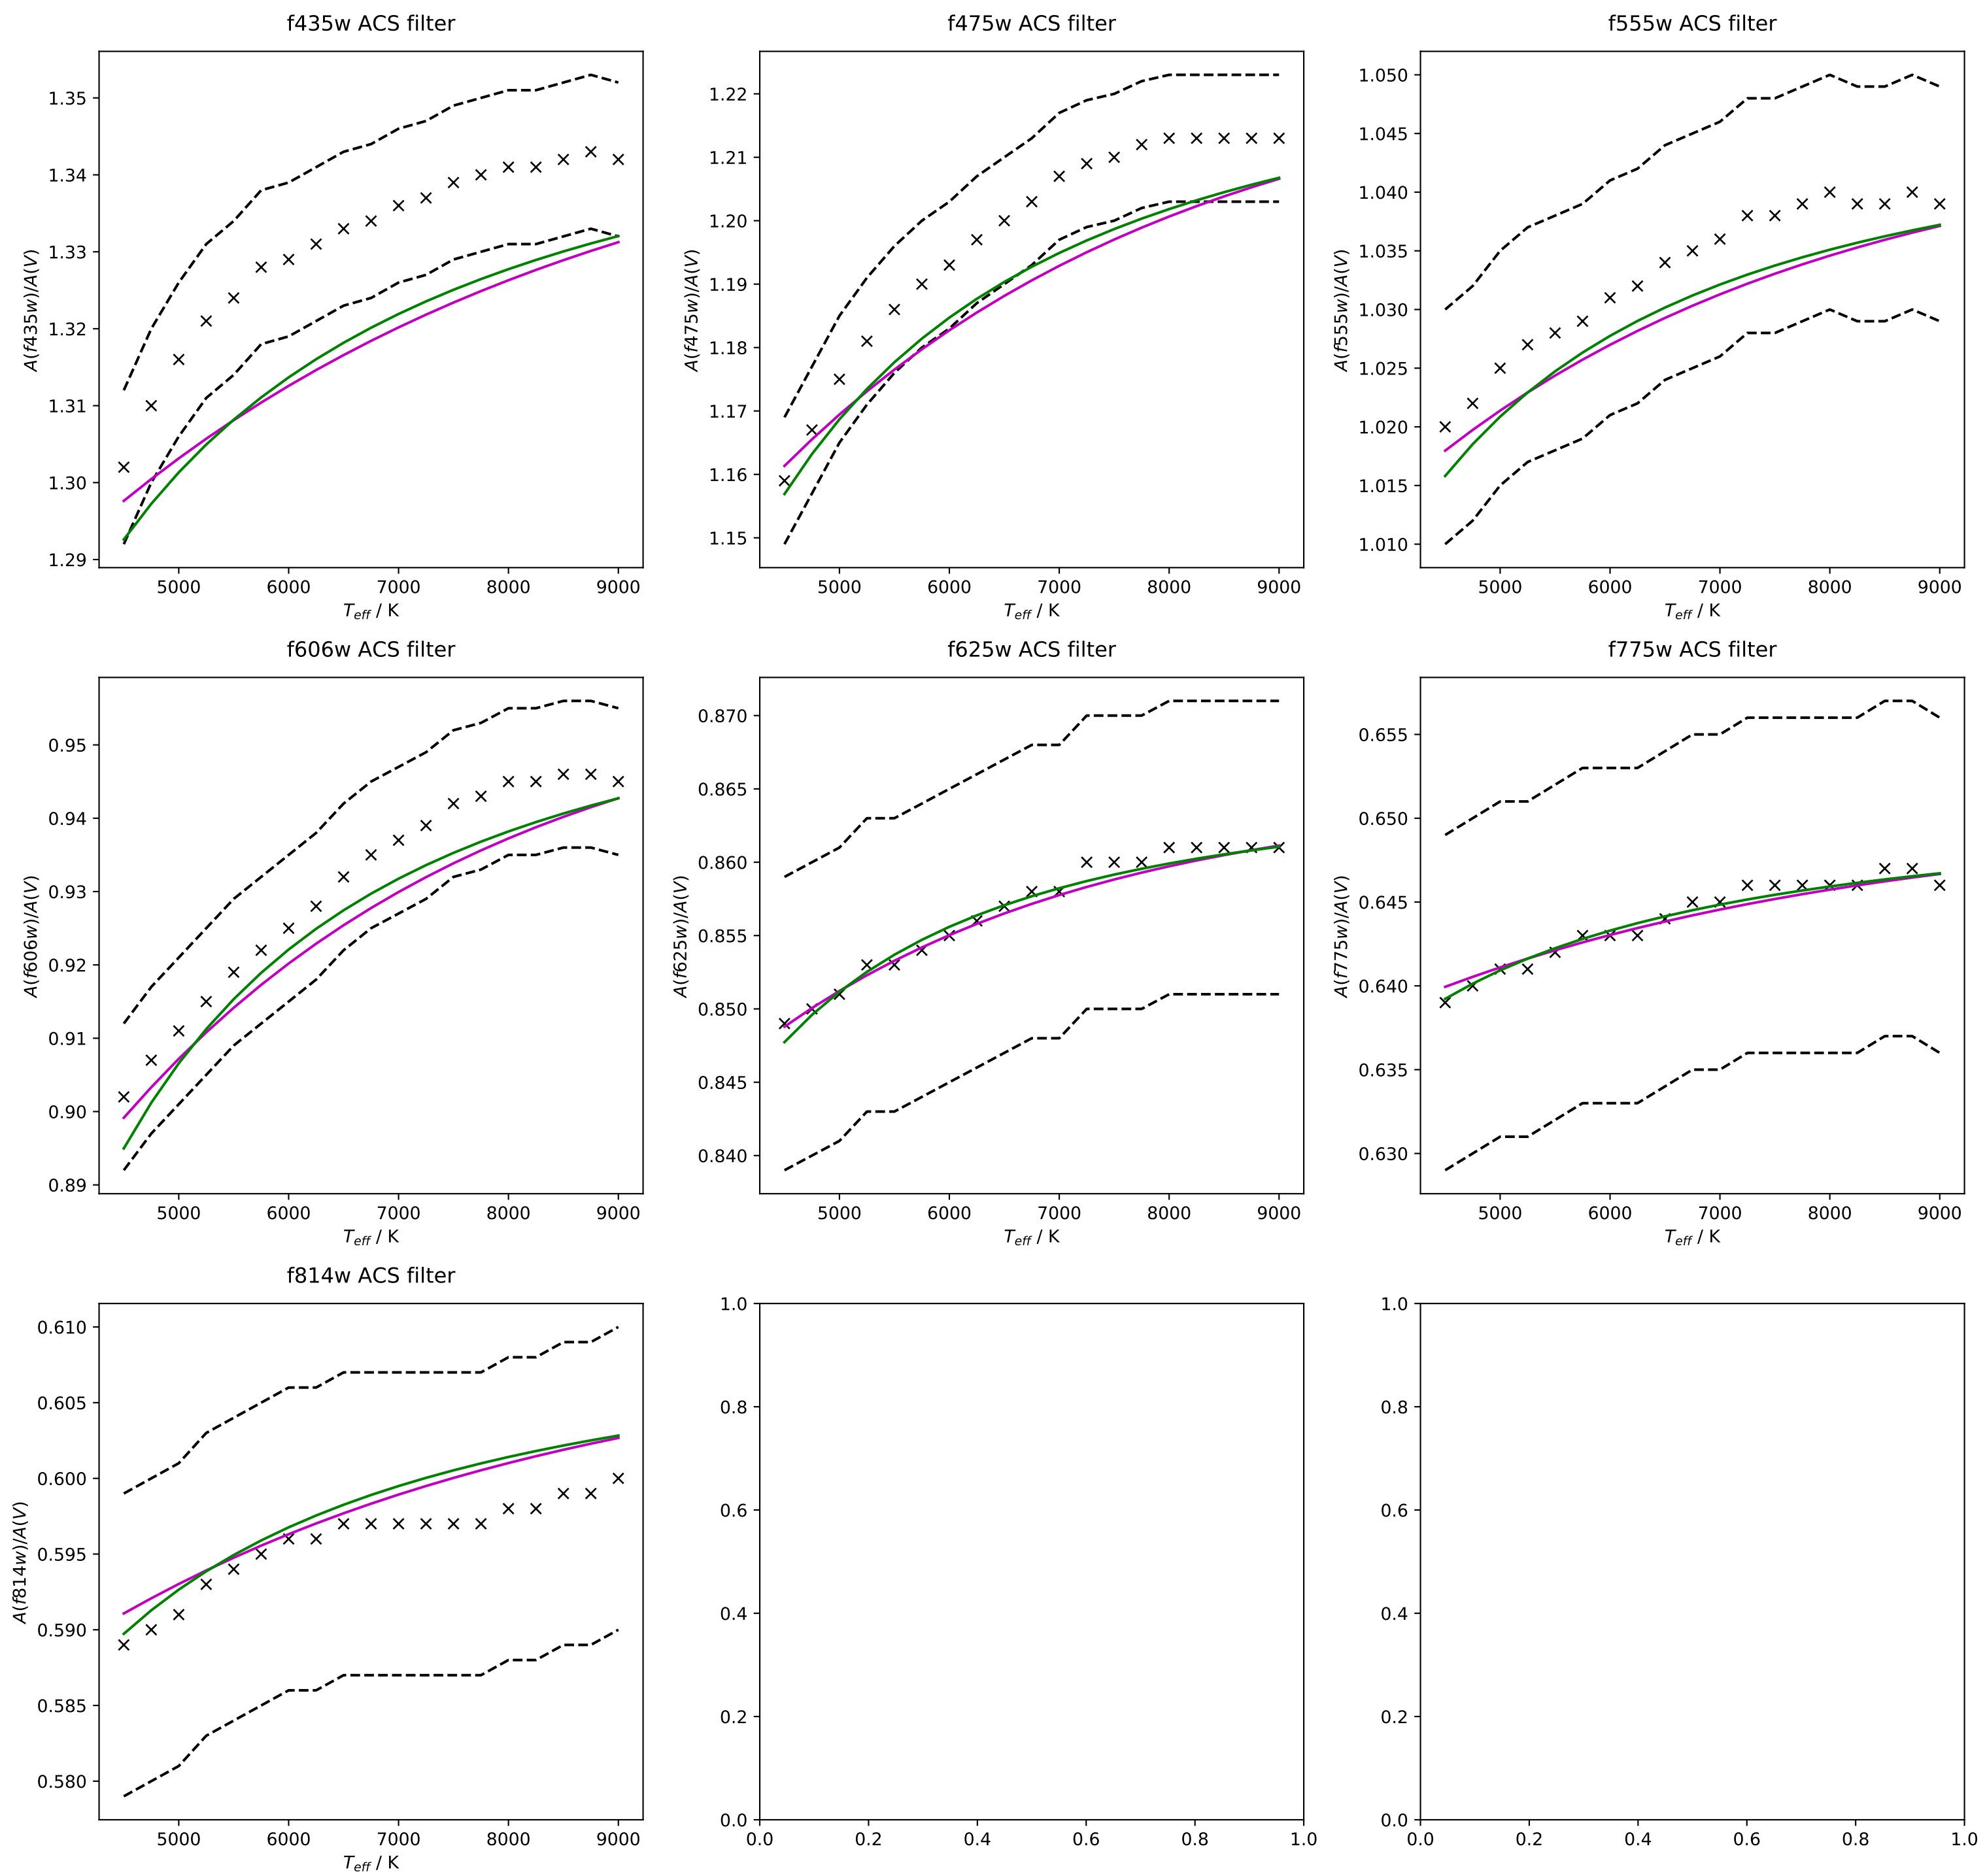 f435w ACS filter
1.35
1.34
1.33
1.32
1.31
1.30
1.29
A(f435w)/A(V)
5000 6000 7000 8000 9000
T_eff / K
f475w ACS filter
1.22
1.21
1.20
1.19
1.18
1.17
1.16
1.15
A(f475w)/A(V)
5000 6000 7000 8000 9000
T_eff / K
f555w ACS filter
1.050
1.045
1.040
1.035
1.030
1.025
1.020
1.015
1.010
A(f555w)/A(V)
5000 6000 7000 8000 9000
T_eff / K
f606w ACS filter
0.95
0.94
0.93
0.92
0.91
0.90
0.89
A(f606w)/A(V)
5000 6000 7000 8000 9000
T_eff / K
f625w ACS filter
0.870
0.865
0.860
0.855
0.850
0.845
0.840
A(f625w)/A(V)
5000 6000 7000 8000 9000
T_eff / K
f775w ACS filter
0.655
0.650
0.645
0.640
0.635
0.630
A(f775w)/A(V)
5000 6000 7000 8000 9000
T_eff / K
f814w ACS filter
0.610
0.605
0.600
0.595
0.590
0.585
0.580
A(f814w)/A(V)
5000 6000 7000 8000 9000
T_eff / K
1.0
0.8
0.6
0.4
0.2
0.0
0.0 0.2 0.4 0.6 0.8 1.0
1.0
0.8
0.6
0.4
0.2
0.0
0.0 0.2 0.4 0.6 0.8 1.0